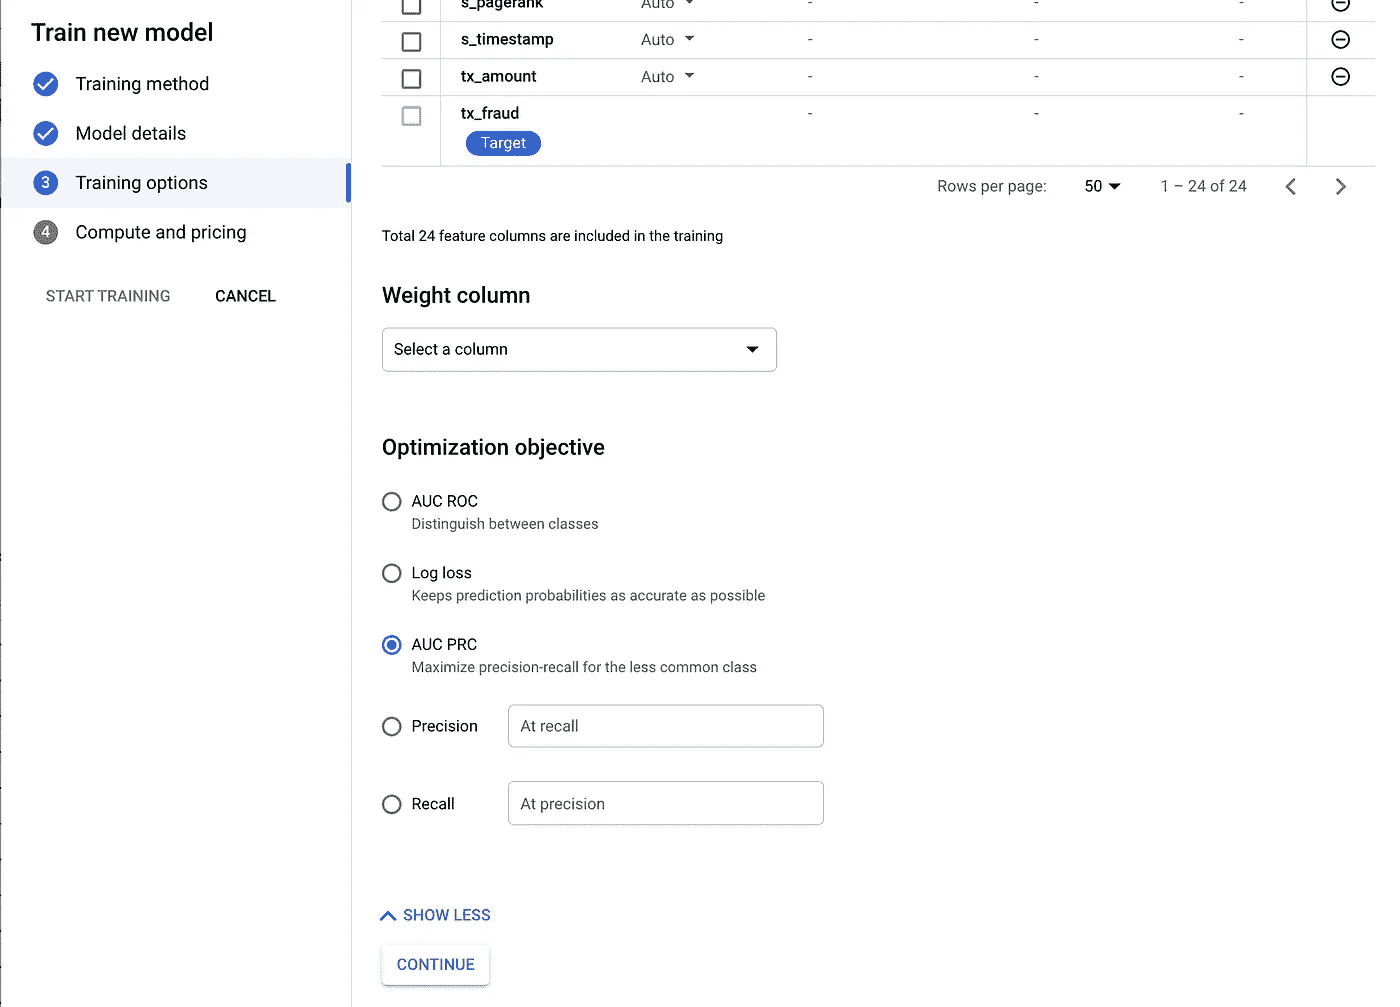 Train new model
Training method
Model details
3 Training options
4 Compute and pricing
START TRAINING CANCEL
s_pagerank Auto - - -
s_timestamp Auto - - -
tx_amount Auto - - -
tx_fraud - - -
Target
Rows per page: 50 1 – 24 of 24
Total 24 feature columns are included in the training
Weight column
Select a column
Optimization objective
AUC ROC
Distinguish between classes
Log loss
Keeps prediction probabilities as accurate as possible
AUC PRC
Maximize precision-recall for the less common class
Precision At recall
Recall At precision
SHOW LESS
CONTINUE